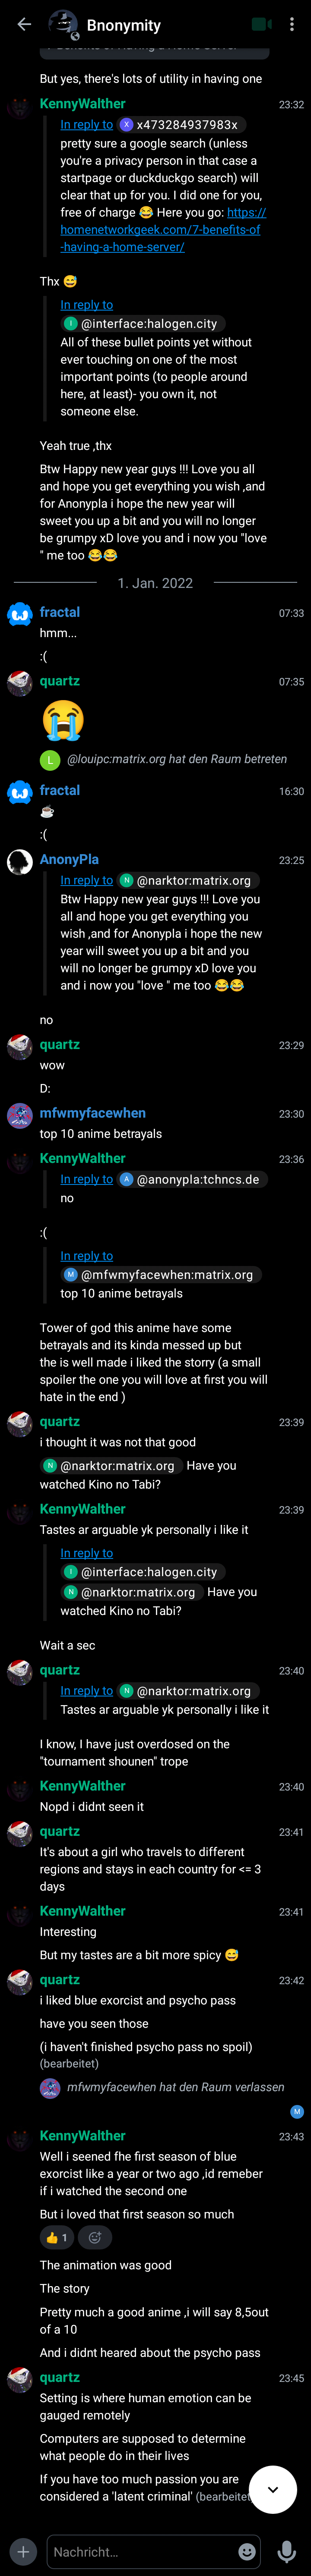 Bnonymity
But yes, there's lots of utility in having one
KennyWalther 23:32
In reply to x473284937983x
pretty sure a google search (unless
you're a privacy person in that case a
startpage or duckduckgo search) will
clear that up for you. I did one for you,
free of charge 😂 Here you go: https://
homenetworkgeek.com/7-benefits-of
-having-a-home-server/
Thx 😅
In reply to
I @interface:halogen.city
All of these bullet points yet without
ever touching on one of the most
important points (to people around
here, at least)- you own it, not
someone else.
Yeah true ,thx
Btw Happy new year guys !!! Love you all
and hope you get everything you wish ,and
for Anonypla i hope the new year will
sweet you up a bit and you will no longer
be grumpy xD love you and i now you "love
" me too 😂😂
1. Jan. 2022
fractal 07:33
hmm...
:(
quartz 07:35
😭
L @louipc:matrix.org hat den Raum betreten
fractal 16:30
☕
:(
AnonyPla 23:25
In reply to N @narktor:matrix.org
Btw Happy new year guys !!! Love you
all and hope you get everything you
wish ,and for Anonypla i hope the new
year will sweet you up a bit and you
will no longer be grumpy xD love you
and i now you "love " me too 😂😂
no
quartz 23:29
wow
D:
mfwmyfacewhen 23:30
top 10 anime betrayals
KennyWalther 23:36
In reply to A @anonypla:tchncs.de
no
:(
In reply to
M @mfwmyfacewhen:matrix.org
top 10 anime betrayals
Tower of god this anime have some
betrayals and its kinda messed up but
the is well made i liked the storry (a small
spoiler the one you will love at first you will
hate in the end )
quartz 23:39
i thought it was not that good
N @narktor:matrix.org Have you
watched Kino no Tabi?
KennyWalther 23:39
Tastes ar arguable yk personally i like it
In reply to
I @interface:halogen.city
N @narktor:matrix.org Have you
watched Kino no Tabi?
Wait a sec
quartz 23:40
In reply to N @narktor:matrix.org
Tastes ar arguable yk personally i like it
I know, I have just overdosed on the
"tournament shounen" trope
KennyWalther 23:40
Nopd i didnt seen it
quartz 23:41
It's about a girl who travels to different
regions and stays in each country for <= 3
days
KennyWalther 23:41
Interesting
But my tastes are a bit more spicy 😅
quartz 23:42
i liked blue exorcist and psycho pass
have you seen those
(i haven't finished psycho pass no spoil)
(bearbeitet)
mfwmyfacewhen hat den Raum verlassen
M
KennyWalther 23:43
Well i seened fhe first season of blue
exorcist like a year or two ago ,id remeber
if i watched the second one
But i loved that first season so much
👍 1
The animation was good
The story
Pretty much a good anime ,i will say 8,5out
of a 10
And i didnt heared about the psycho pass
quartz 23:45
Setting is where human emotion can be
gauged remotely
Computers are supposed to determine
what people do in their lives
If you have too much passion you are
considered a 'latent criminal' (bearbeitet
Nachricht…